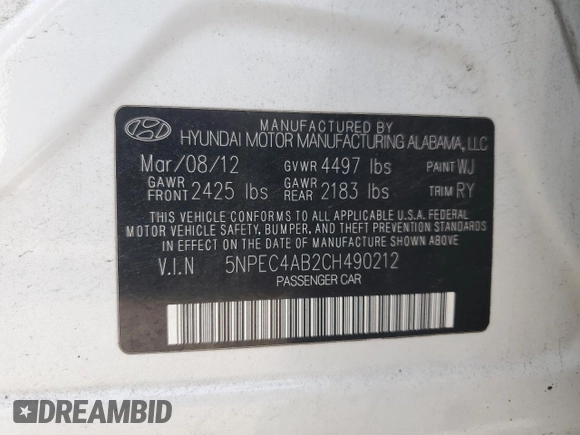 MANUFACTURED BY
HYUNDAI MOTOR MANUFACTURING ALABAMA, LLC
Mar/08/12 GVWR 4497 lbs PAINT WJ
GAWR FRONT 2425 lbs GAWR REAR 2183 lbs TRIM RY
THIS VEHICLE CONFORMS TO ALL APPLICABLE U.S.A. FEDERAL
MOTOR VEHICLE SAFETY, BUMPER, AND THEFT PREVENTION STANDARDS
IN EFFECT ON THE DATE OF MANUFACTURE SHOWN ABOVE.
V.I.N 5NPEC4AB2CH490212
PASSENGER CAR
DREAMBID